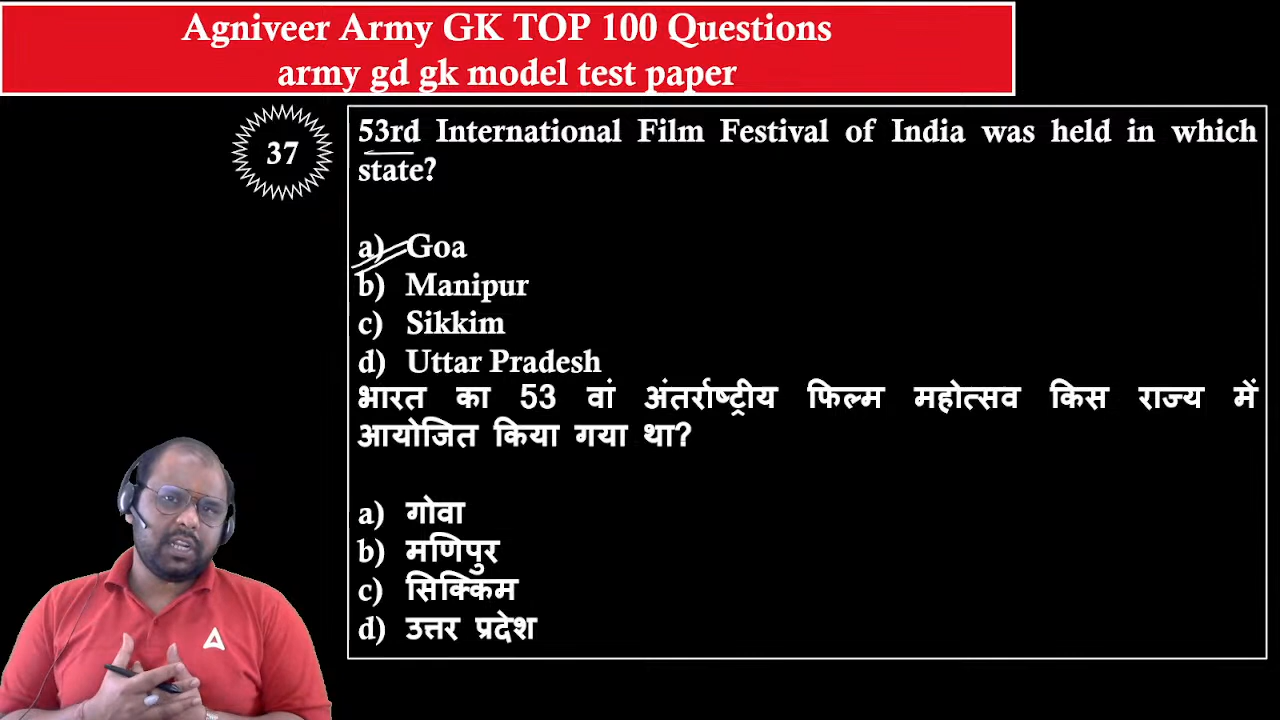 Agniveer Army GK TOP 100 Questions
army gd gk model test paper
37
53rd International Film Festival of India was held in which
state?
a) Goa
b) Manipur
c) Sikkim
d) Uttar Pradesh
भारत का 53 वां अंतर्राष्ट्रीय फिल्म महोत्सव किस राज्य में
आयोजित किया गया था?
a) गोवा
b) मणिपुर
c) सिक्किम
d) उत्तर प्रदेश